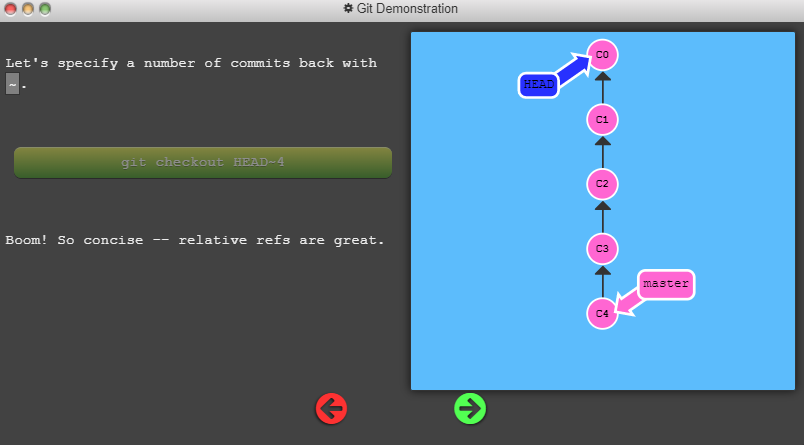 Git Demonstration
Let's specify a number of commits back with
~.
git checkout HEAD~4
Boom! So concise -- relative refs are great.
C0
HEAD
C1
C2
C3
master
C4